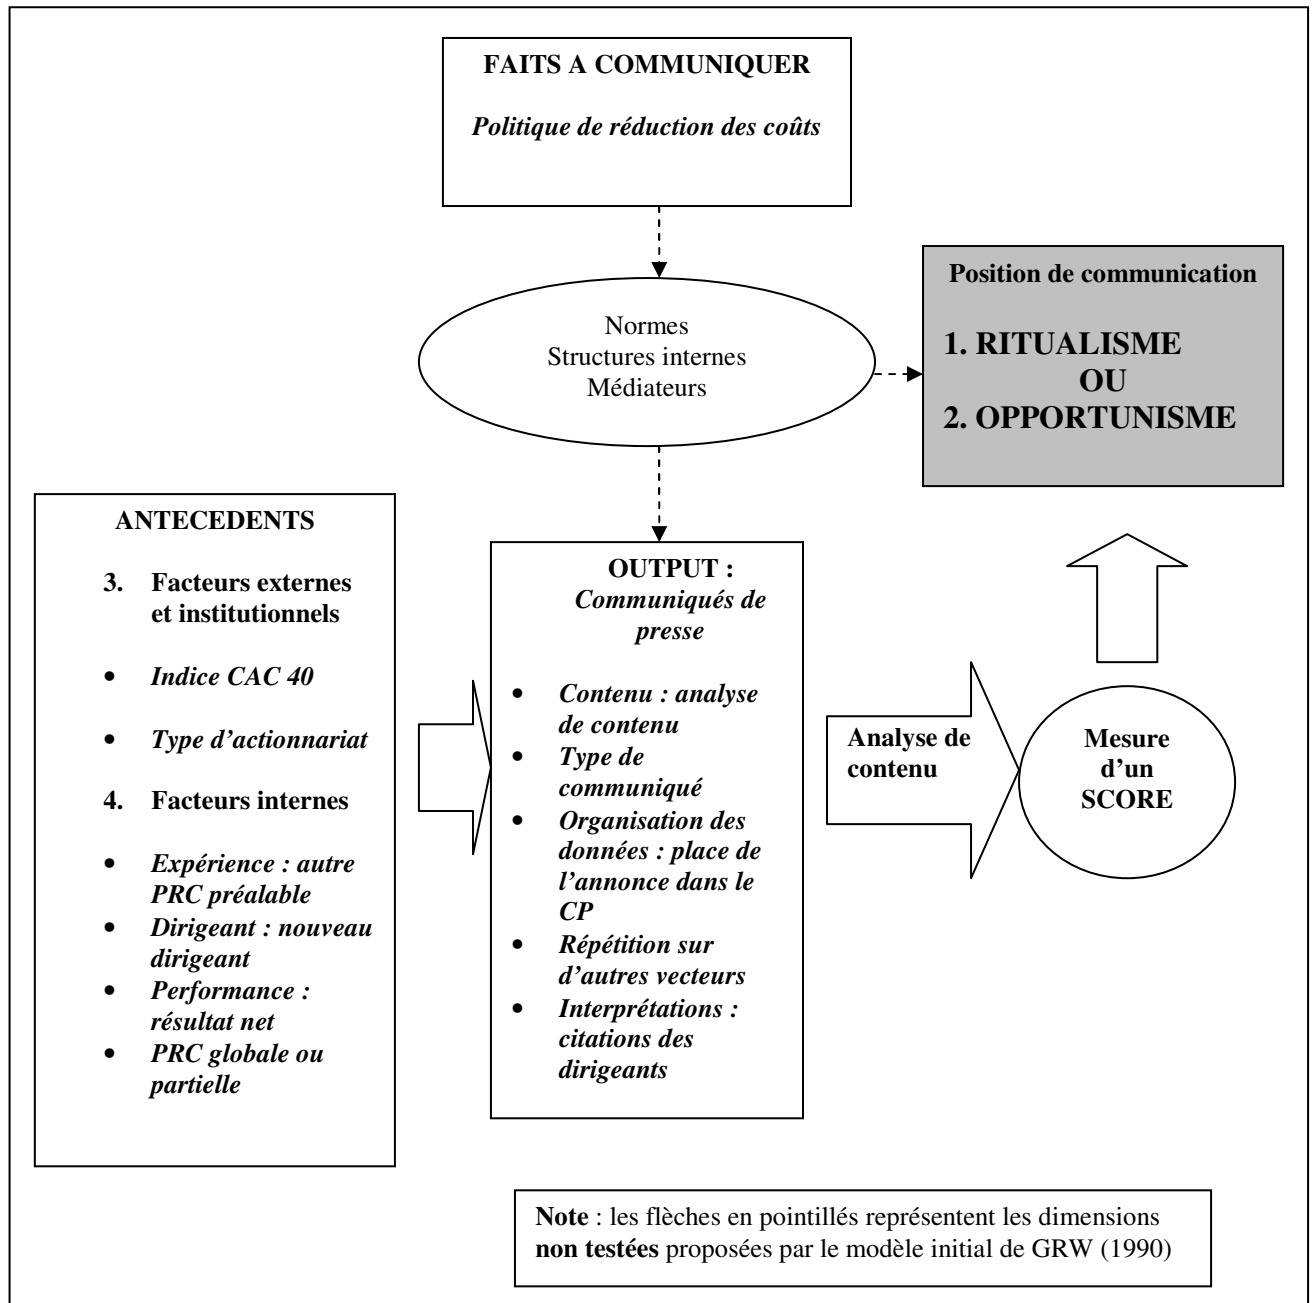 FAITS A COMMUNIQUER
Politique de réduction des coûts
Normes
Structures internes
Médiateurs
Position de communication
1. RITUALISME
OU
2. OPPORTUNISME
ANTECEDENTS
3. Facteurs externes
et institutionnels
• Indice CAC 40
• Type d’actionnariat
4. Facteurs internes
• Expérience : autre
PRC préalable
• Dirigeant : nouveau
dirigeant
• Performance :
résultat net
• PRC globale ou
partielle
OUTPUT :
Communiqués de
presse
• Contenu : analyse
de contenu
• Type de
communiqué
• Organisation des
données : place de
l’annonce dans le
CP
• Répétition sur
d’autres vecteurs
• Interprétations :
citations des
dirigeants
Analyse de
contenu
Mesure
d’un
SCORE
Note : les flèches en pointillés représentent les dimensions
non testées proposées par le modèle initial de GRW (1990)